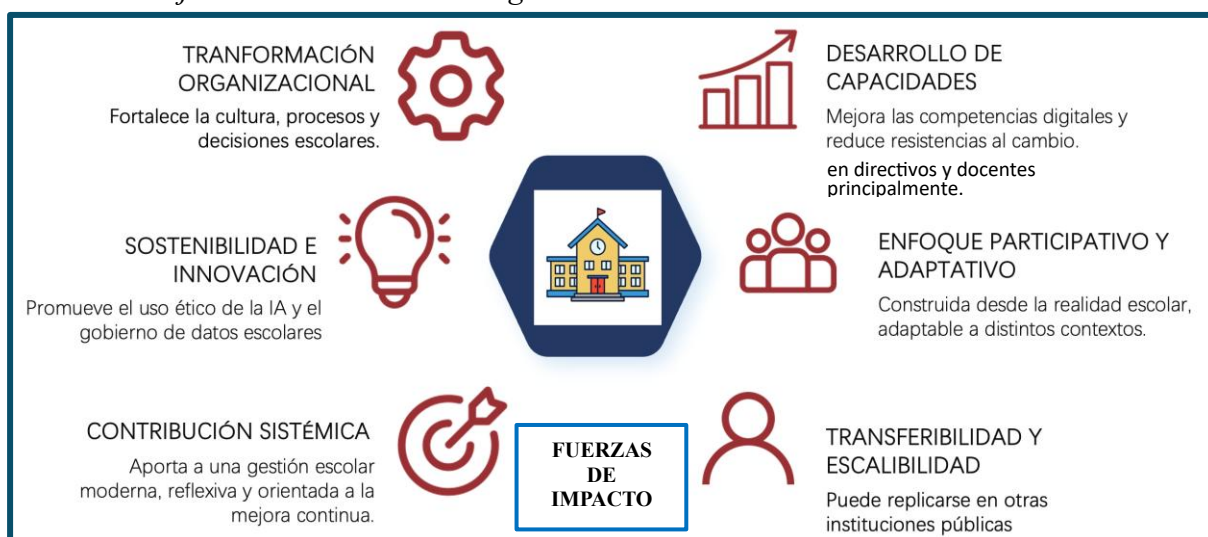 TRANFORMACIÓN
ORGANIZACIONAL
Fortalece la cultura, procesos y
decisiones escolares.
DESARROLLO DE
CAPACIDADES
Mejora las competencias digitales y
reduce resistencias al cambio.
en directivos y docentes
principalmente.
SOSTENIBILIDAD E
INNOVACIÓN
Promueve el uso ético de la IA y el
gobierno de datos escolares
ENFOQUE PARTICIPATIVO Y
ADAPTATIVO
Construida desde la realidad escolar,
adaptable a distintos contextos.
CONTRIBUCIÓN SISTÉMICA
Aporta a una gestión escolar
moderna, reflexiva y orientada a la
mejora continua.
FUERZAS
DE
IMPACTO
TRANSFERIBILIDAD Y
ESCALIBILIDAD
Puede replicarse en otras
instituciones públicas